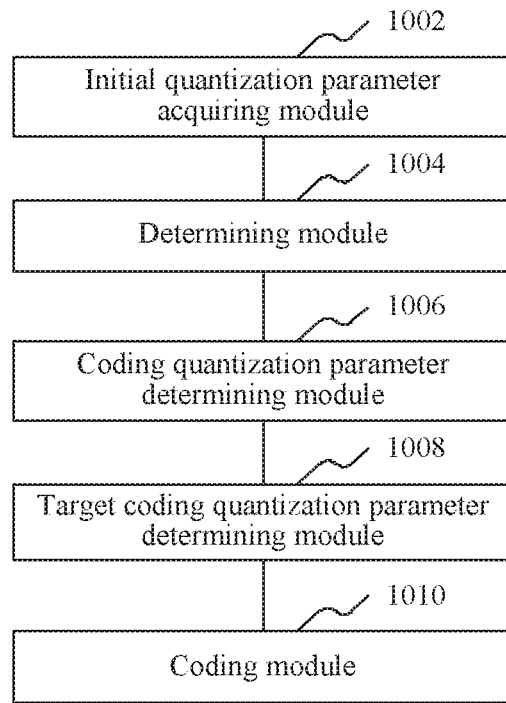 1002
Initial quantization parameter
acquiring module
1004
Determining module
1006
Coding quantization parameter
determining module
1008
Target coding quantization parameter
determining module
1010
Coding module